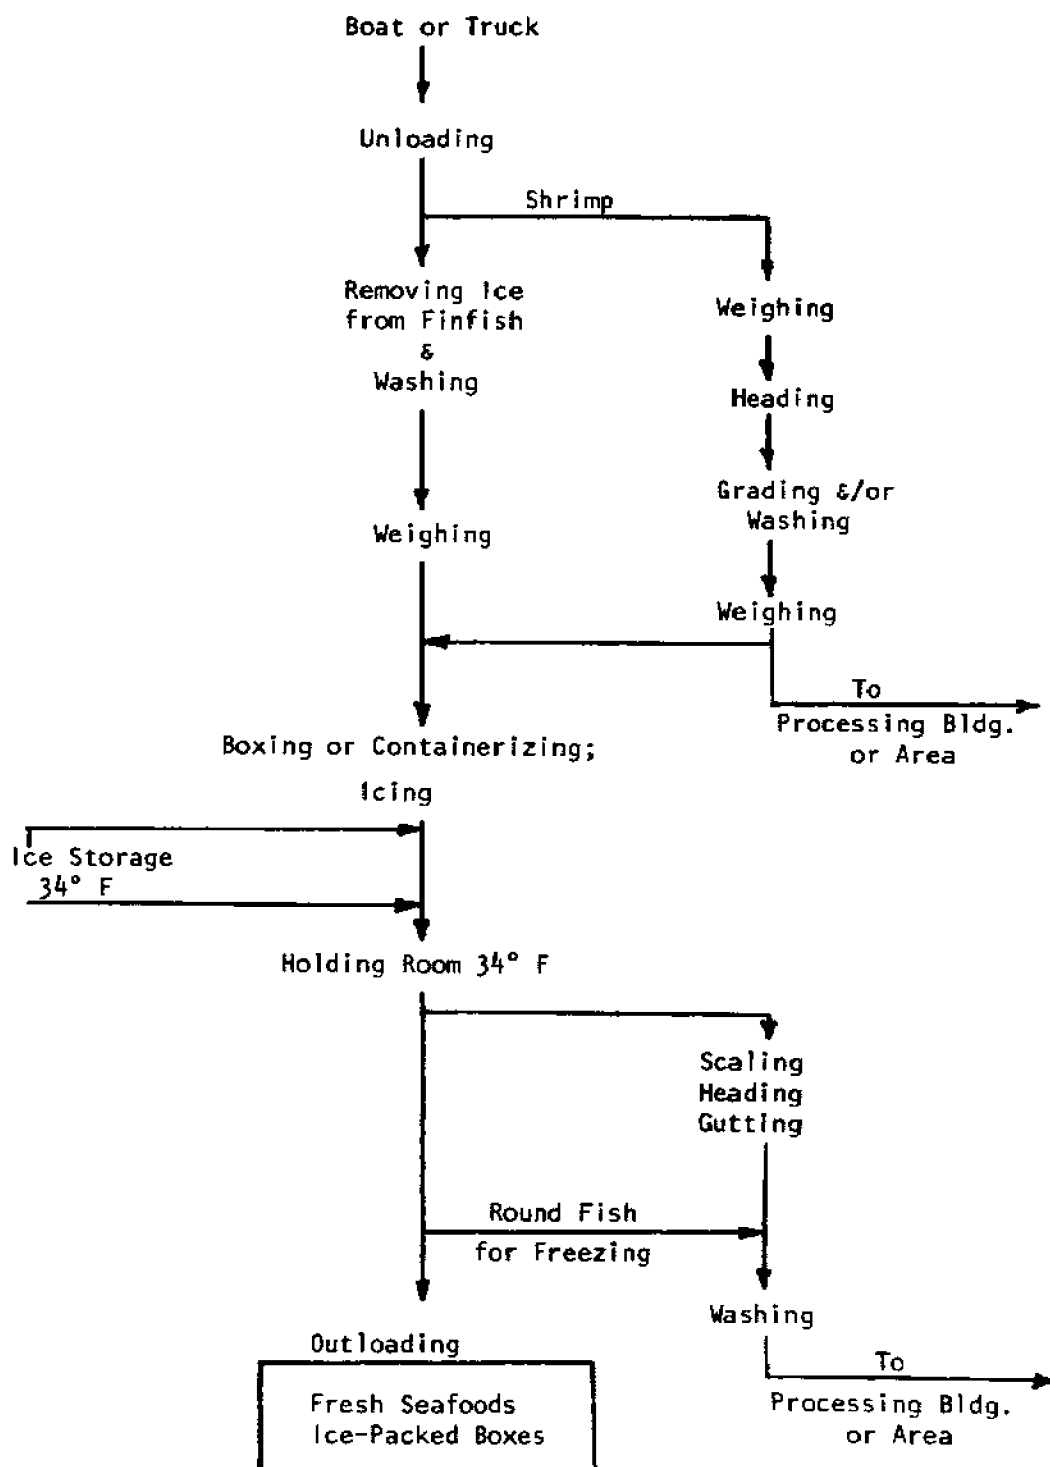 Boat or Truck
Unloading
Shrimp
Removing Ice
from Finfish
&
Washing
Weighing
Weighing
Heading
Grading &/or
Washing
Weighing
To
Processing Bldg.
or Area
Boxing or Containerizing;
Icing
Ice Storage
34° F
Holding Room 34° F
Scaling
Heading
Gutting
Round Fish
for Freezing
Washing
To
Processing Bldg.
or Area
Outloading
Fresh Seafoods
Ice-Packed Boxes